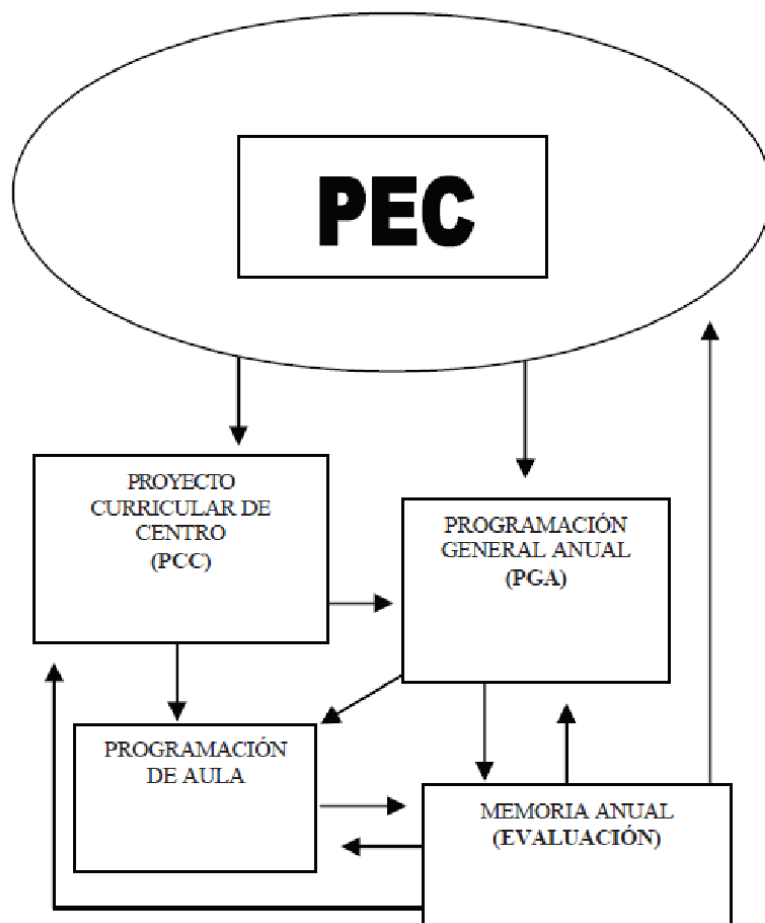 PEC
PROYECTO
CURRICULAR DE
CENTRO
(PCC)
PROGRAMACIÓN
GENERAL ANUAL
(PGA)
PROGRAMACIÓN
DE AULA
MEMORIA ANUAL
(EVALUACIÓN)